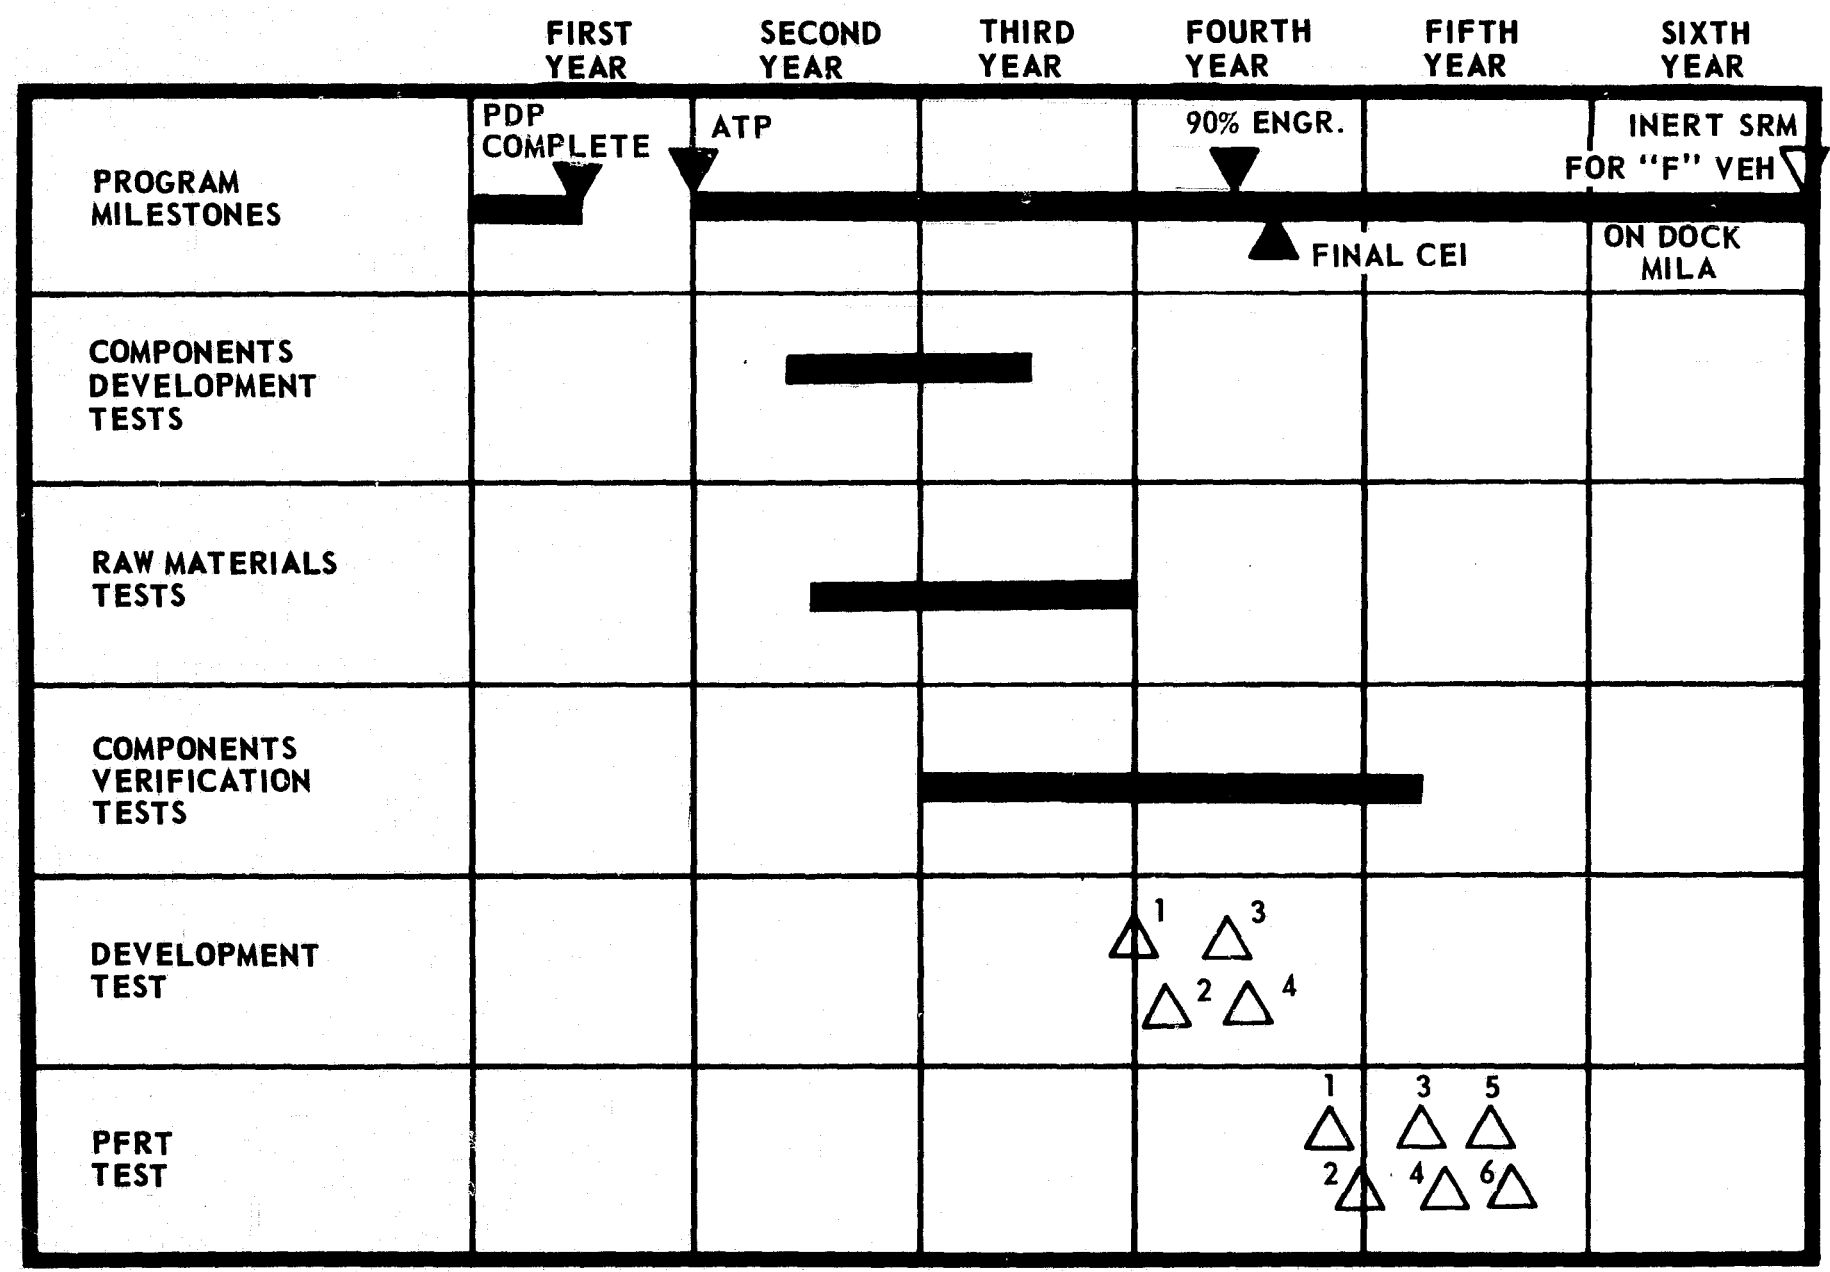 FIRST YEAR
SECOND YEAR
THIRD YEAR
FOURTH YEAR
FIFTH YEAR
SIXTH YEAR
PROGRAM
MILESTONES
PDP
COMPLETE
ATP
90% ENGR.
FINAL CEI
INERT SRM
FOR "F" VEH
ON DOCK
MILA
COMPONENTS
DEVELOPMENT
TESTS
RAW MATERIALS
TESTS
COMPONENTS
VERIFICATION
TESTS
DEVELOPMENT
TEST
1
3
2
4
PFRT
TEST
1
3
5
2
4
6